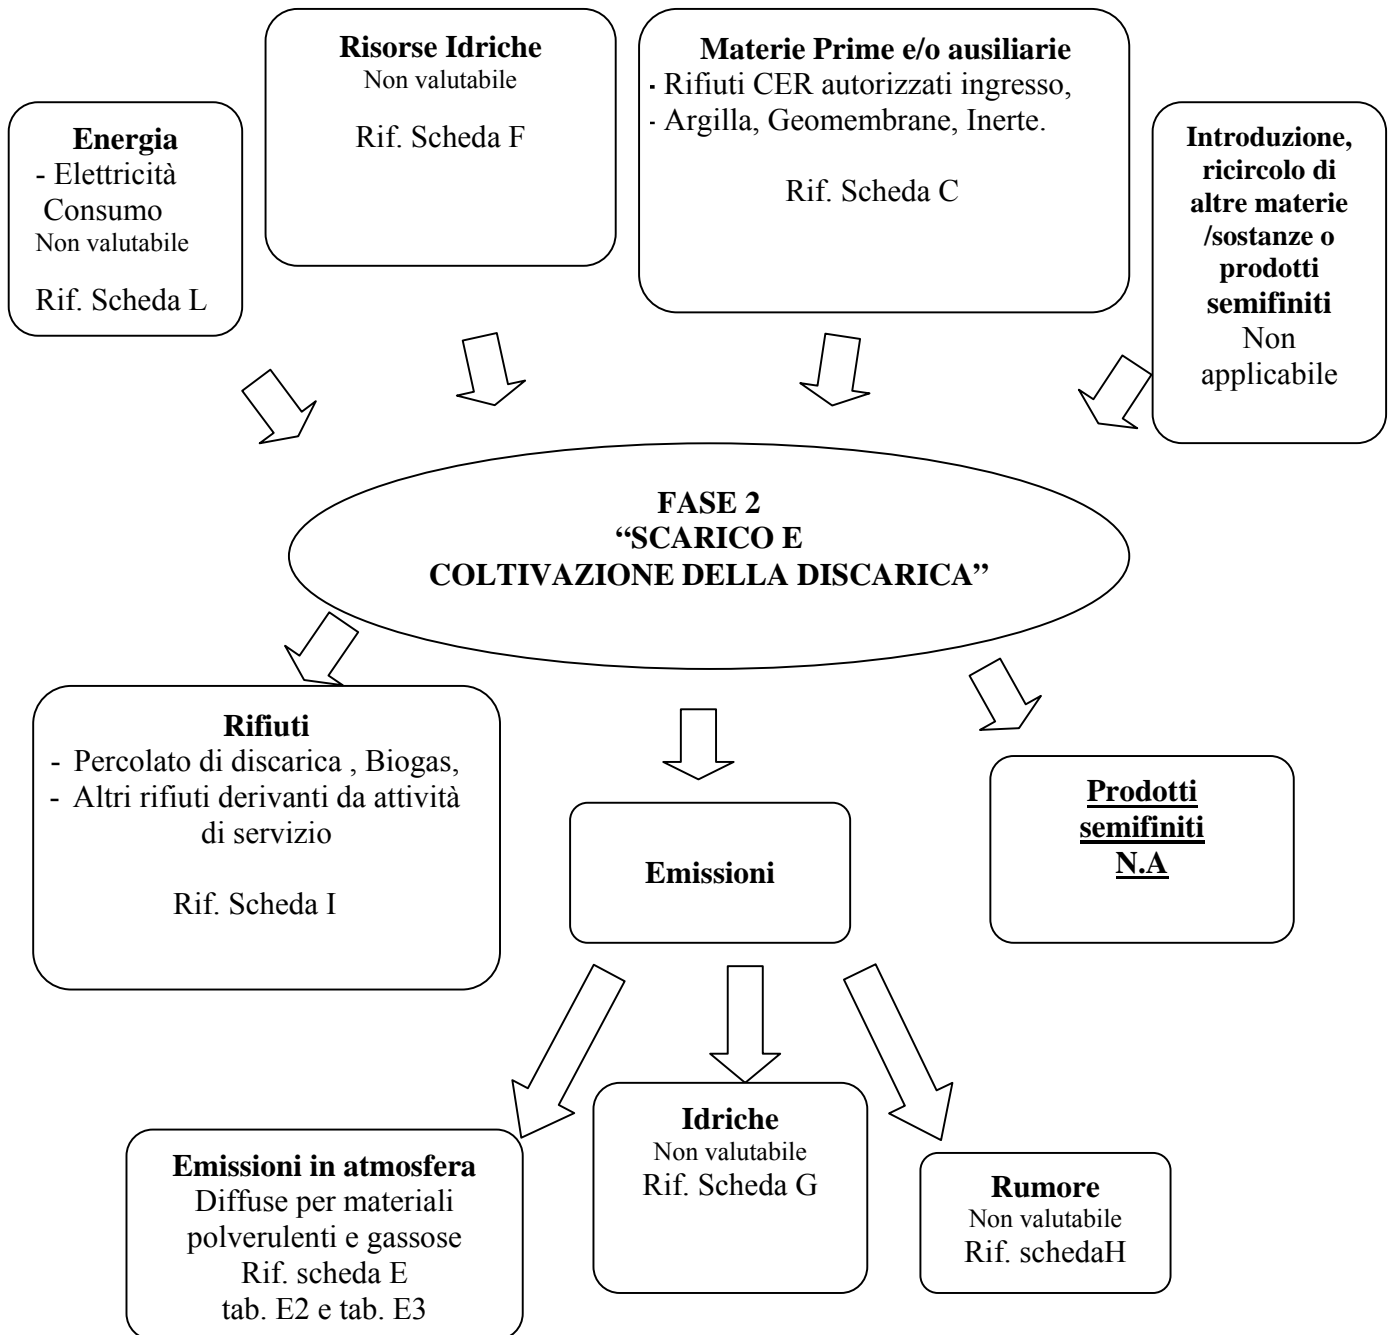 Risorse Idriche
Non valutabile
Rif. Scheda F
Materie Prime e/o ausiliarie
- Rifiuti CER autorizzati ingresso,
- Argilla, Geomembrane, Inerte.
Rif. Scheda C
Energia
- Elettricità
Consumo
Non valutabile
Rif. Scheda L
Introduzione,
ricircolo di
altre materie
/sostanze o
prodotti
semifiniti
Non
applicabile
FASE 2
“SCARICO E
COLTIVAZIONE DELLA DISCARICA”
Rifiuti
- Percolato di discarica , Biogas,
- Altri rifiuti derivanti da attività
di servizio
Rif. Scheda I
Emissioni
Prodotti
semifiniti
N.A
Emissioni in atmosfera
Diffuse per materiali
polverulenti e gassose
Rif. scheda E
tab. E2 e tab. E3
Idriche
Non valutabile
Rif. Scheda G
Rumore
Non valutabile
Rif. schedaH